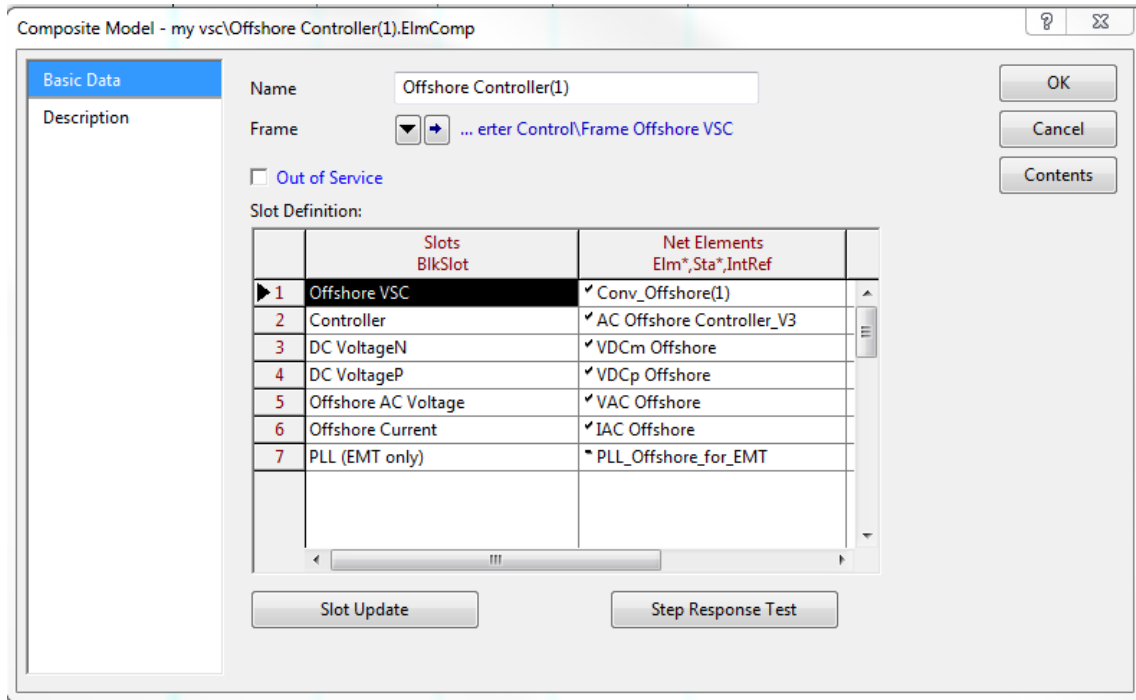 Composite Model - my vsc\Offshore Controller(1).ElmComp
Basic Data
Description
Name Offshore Controller(1)
Frame ... erter Control\Frame Offshore VSC
Out of Service
Slot Definition:
Slots Net Elements
BlkSlot Elm*,Sta*,IntRef
1 Offshore VSC Conv_Offshore(1)
2 Controller AC Offshore Controller_V3
3 DC VoltageN VDCm Offshore
4 DC VoltageP VDCp Offshore
5 Offshore AC Voltage VAC Offshore
6 Offshore Current IAC Offshore
7 PLL (EMT only) PLL_Offshore_for_EMT
Slot Update Step Response Test
OK
Cancel
Contents